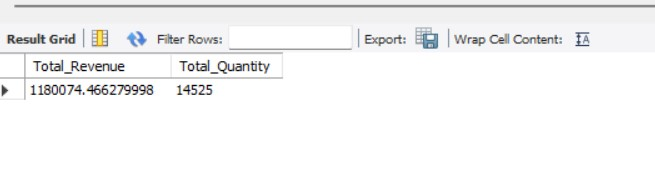 Result Grid Filter Rows: Export: Wrap Cell Content:
Total_Revenue Total_Quantity
1180074.466279998 14525